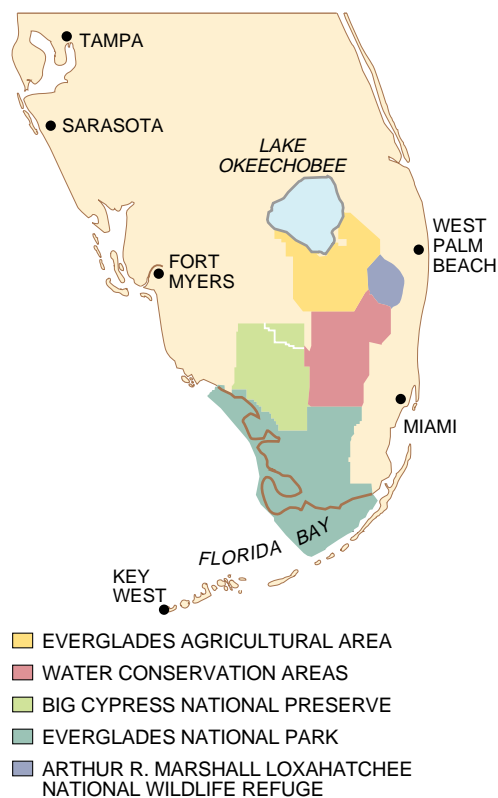 TAMPA
SARASOTA
LAKE
OKEECHOBEE
WEST
PALM
BEACH
FORT
MYERS
MIAMI
FLORIDA BAY
KEY
WEST
EVERGLADES AGRICULTURAL AREA
WATER CONSERVATION AREAS
BIG CYPRESS NATIONAL PRESERVE
EVERGLADES NATIONAL PARK
ARTHUR R. MARSHALL LOXAHATCHEE
NATIONAL WILDLIFE REFUGE